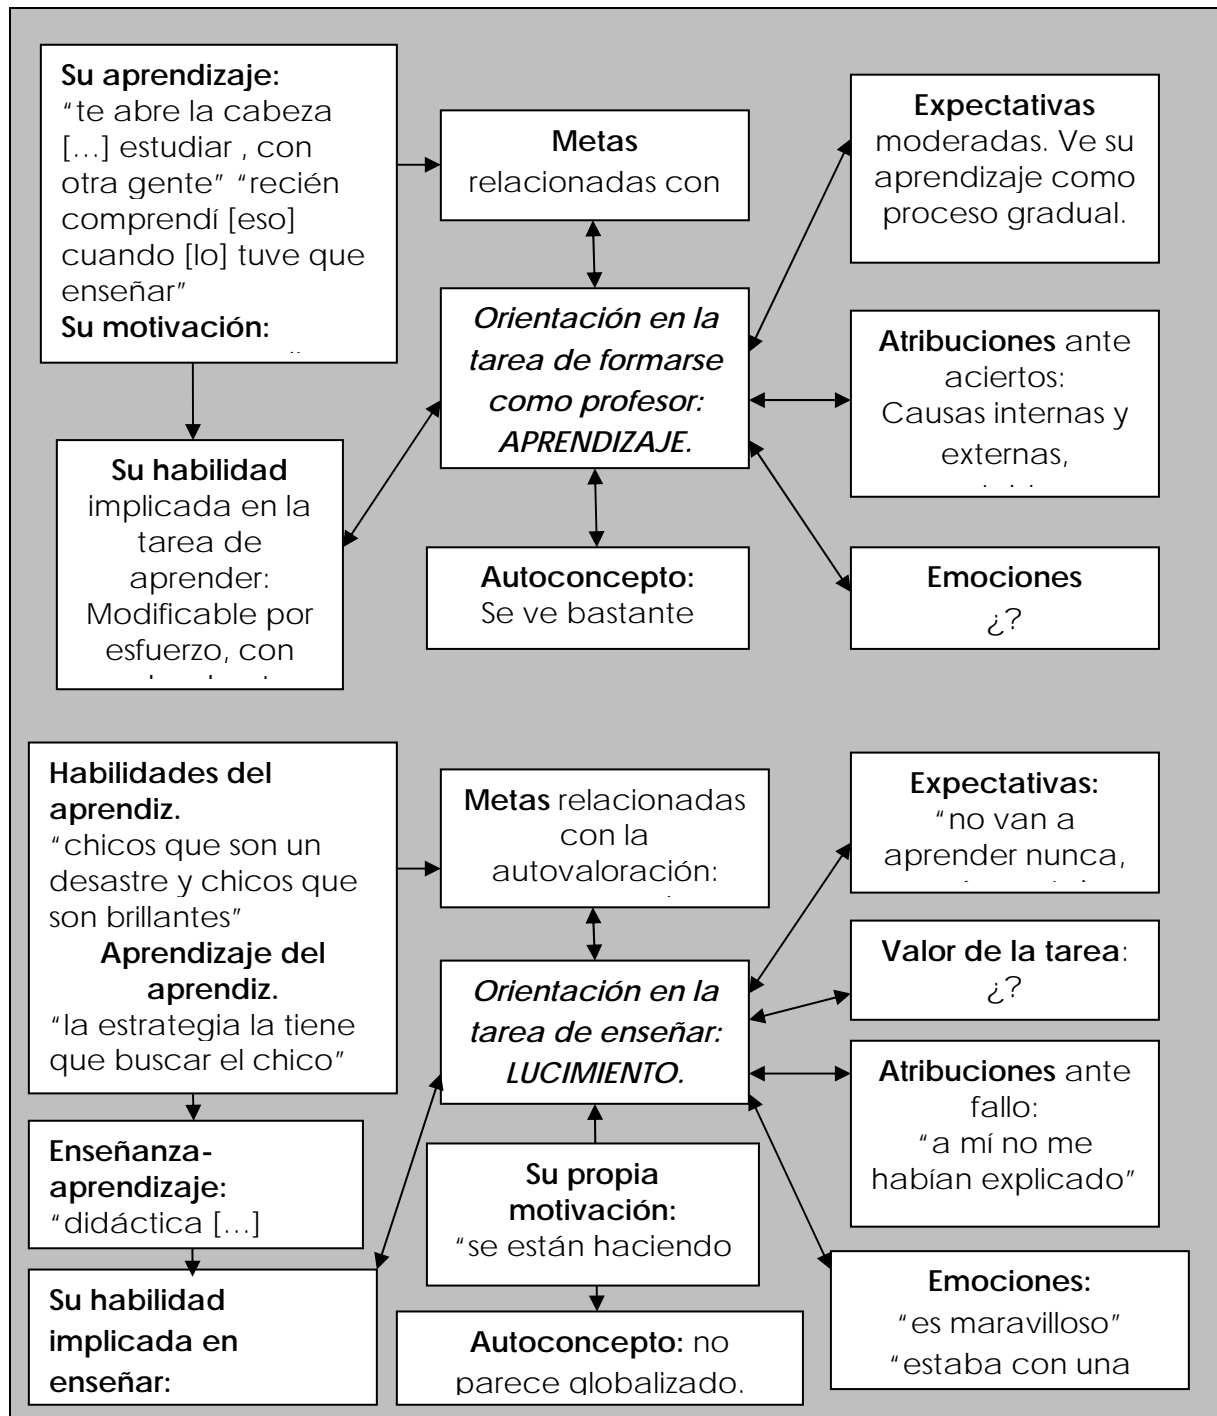 Su aprendizaje:
“te abre la cabeza
[...] estudiar , con
otra gente” “recién
comprendí [eso]
cuando [lo] tuve que
enseñar”
Su motivación:
Metas
relacionadas con
Expectativas
moderadas. Ve su
aprendizaje como
proceso gradual.
Orientación en la
tarea de formarse
como profesor:
APRENDIZAJE.
Atribuciones ante
aciertos:
Causas internas y
externas,
Su habilidad
implicada en la
tarea de
aprender:
Modificable por
esfuerzo, con
Autoconcepto:
Se ve bastante
Emociones
¿?
Habilidades del
aprendiz.
“chicos que son un
desastre y chicos que
son brillantes”
Aprendizaje del
aprendiz.
“la estrategia la tiene
que buscar el chico”
Metas relacionadas
con la
autovaloración:
Expectativas:
“no van a
aprender nunca,
Orientación en la
tarea de enseñar:
LUCIMIENTO.
Valor de la tarea:
¿?
Atribuciones ante
fallo:
“a mí no me
habían explicado”
Enseñanza-
aprendizaje:
“didáctica [...]
Su propia
motivación:
“se están haciendo
Su habilidad
implicada en
enseñar:
Autoconcepto: no
parece globalizado.
Emociones:
“es maravilloso”
“estaba con una